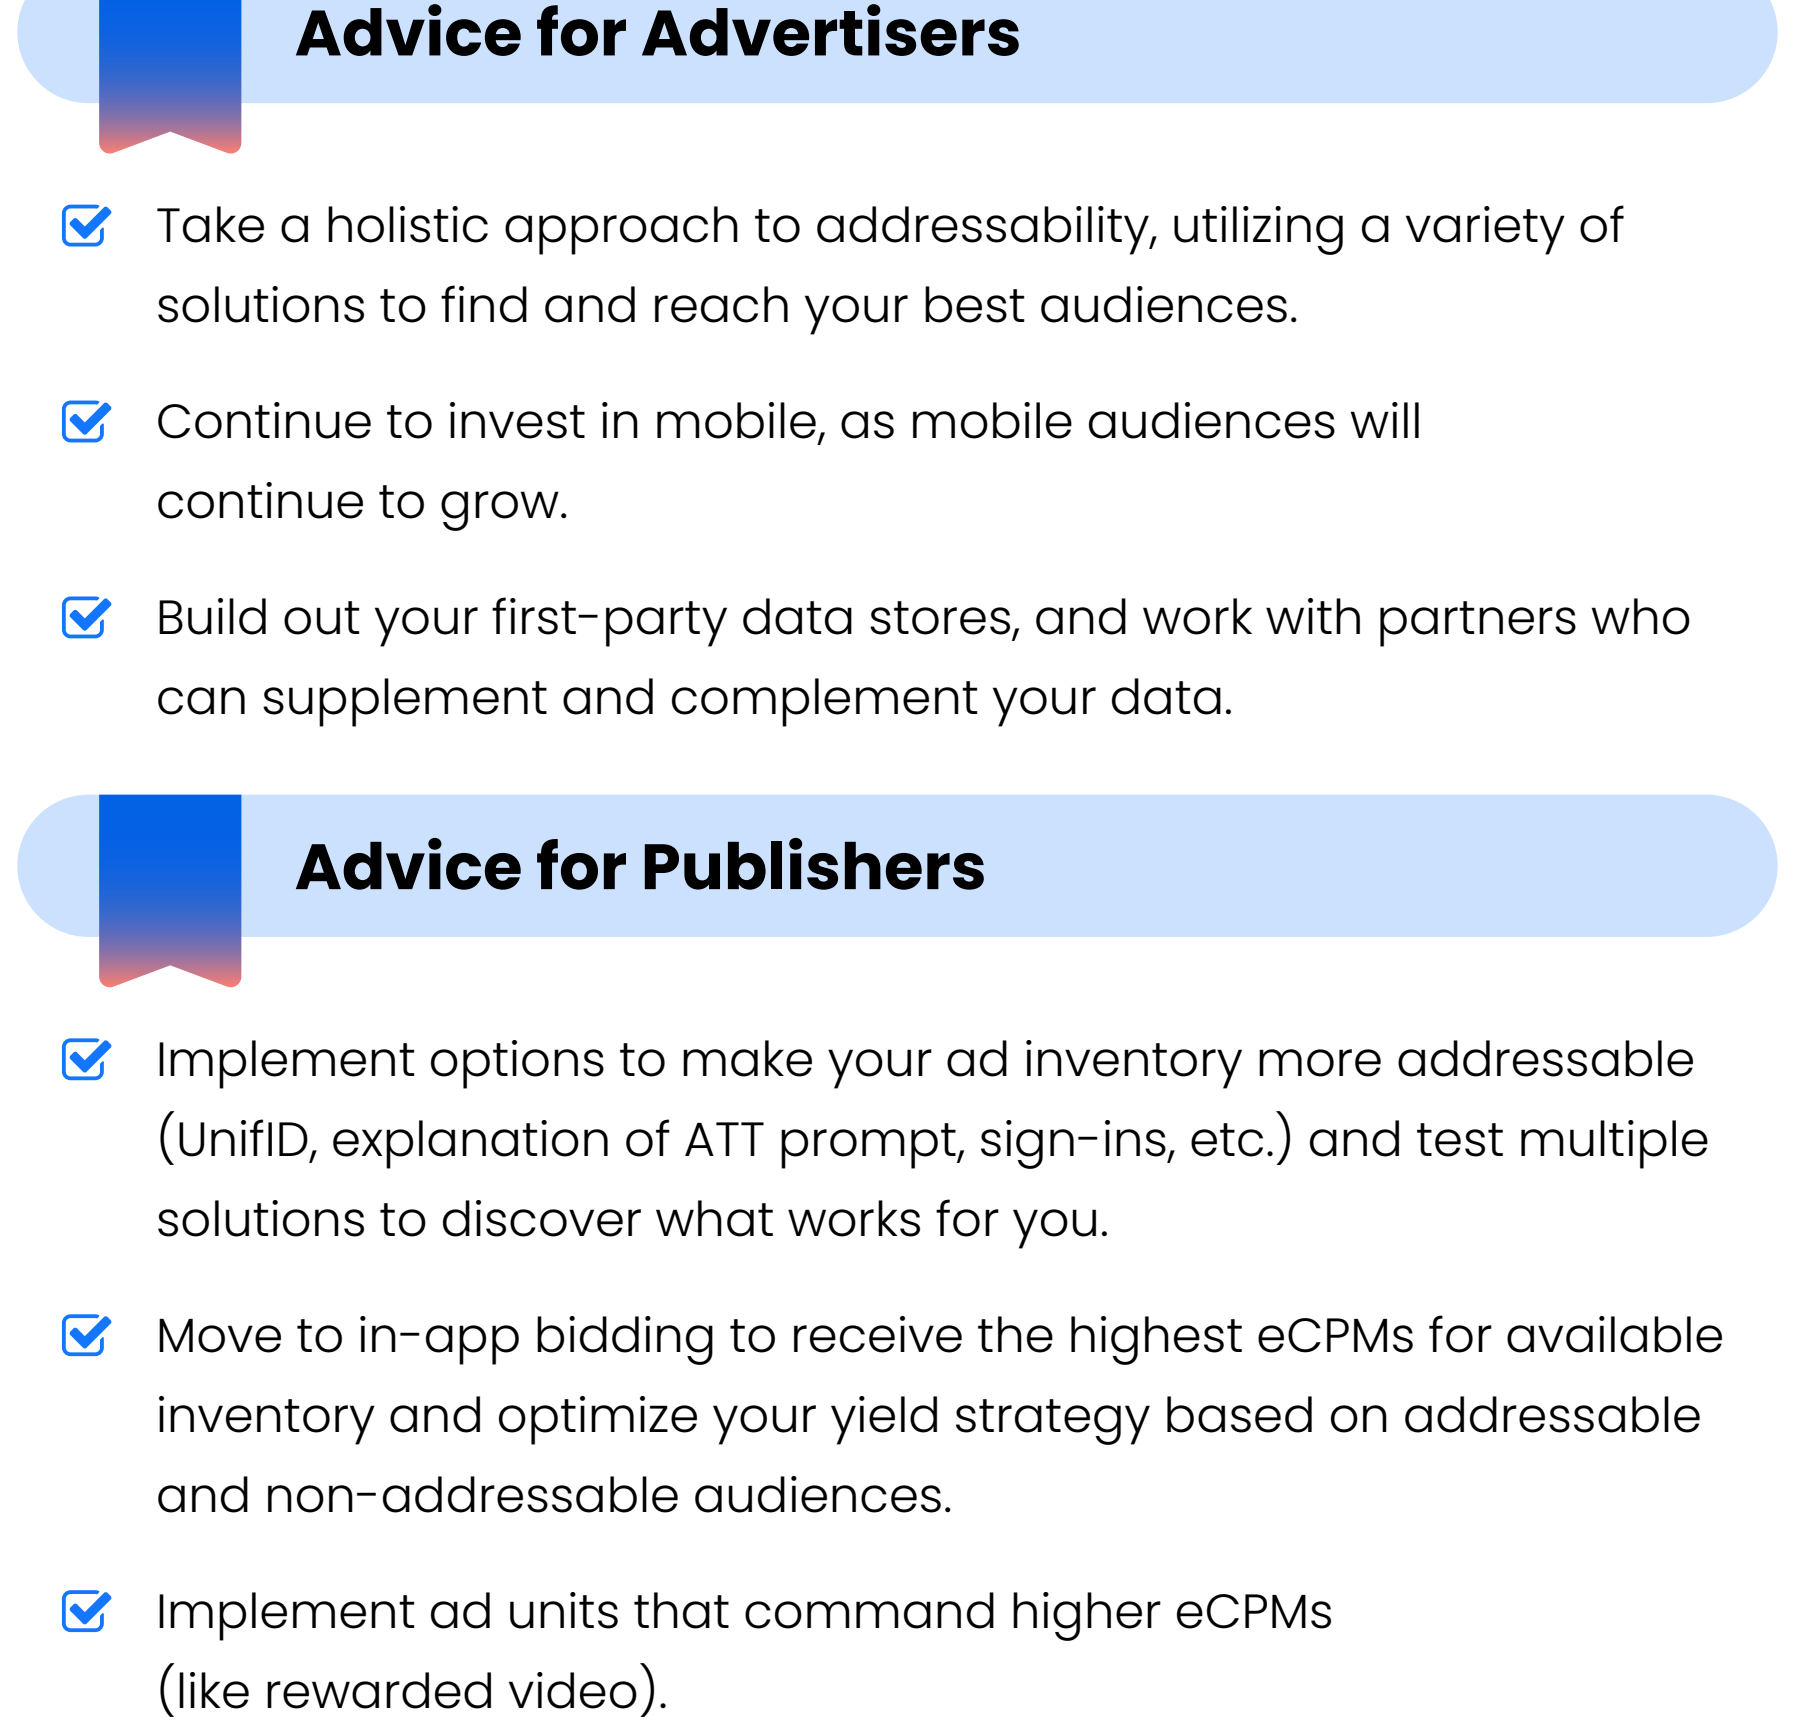 Advice for Advertisers
Take a holistic approach to addressability, utilizing a variety of
solutions to find and reach your best audiences.
Continue to invest in mobile, as mobile audiences will
continue to grow.
Build out your first-party data stores, and work with partners who
can supplement and complement your data.
Advice for Publishers
Implement options to make your ad inventory more addressable
(UnifID, explanation of ATT prompt, sign-ins, etc.) and test multiple
solutions to discover what works for you.
Move to in-app bidding to receive the highest eCPMs for available
inventory and optimize your yield strategy based on addressable
and non-addressable audiences.
Implement ad units that command higher eCPMs
(like rewarded video).